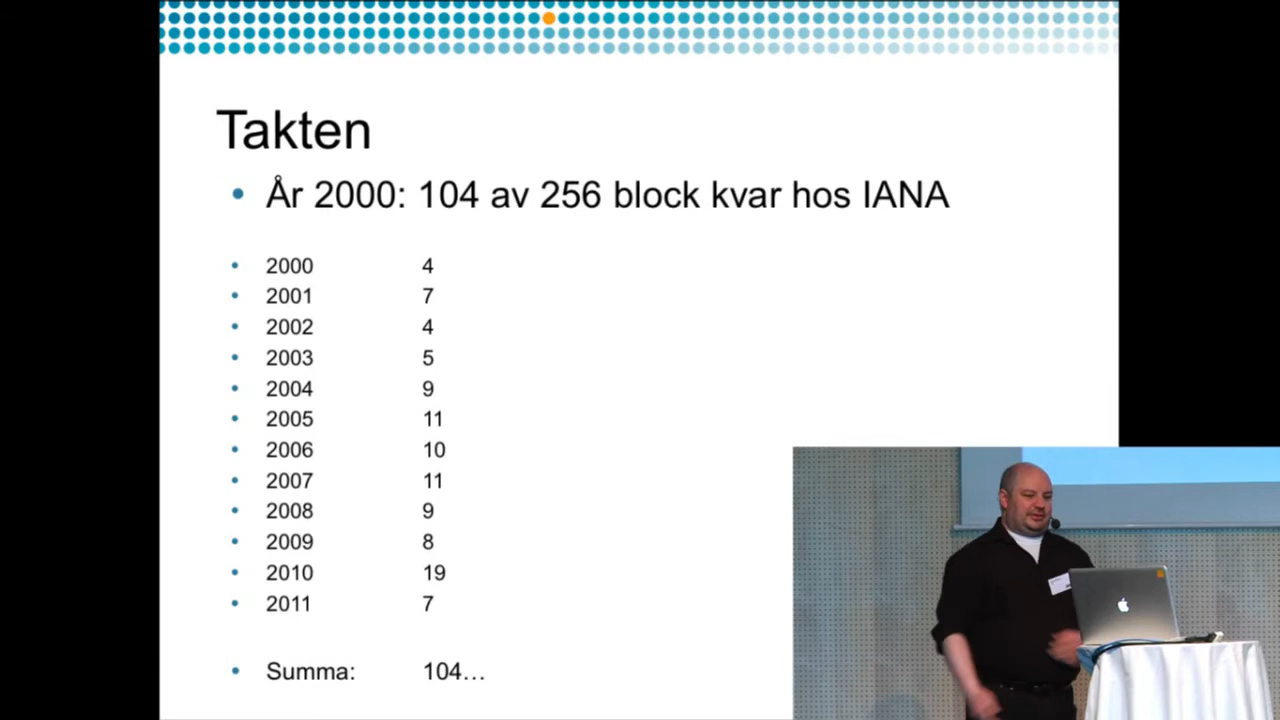 Takten
• År 2000: 104 av 256 block kvar hos IANA
• 2000 4
• 2001 7
• 2002 4
• 2003 5
• 2004 9
• 2005 11
• 2006 10
• 2007 11
• 2008 9
• 2009 8
• 2010 19
• 2011 7
• Summa: 104…